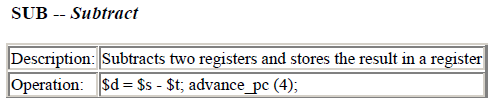 SUB -- Subtract
Description: Subtracts two registers and stores the result in a register
Operation: $d = $s - $t; advance_pc (4);